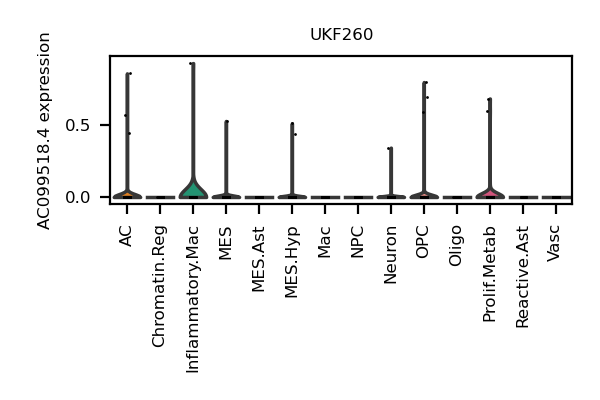 UKF260
AC099518.4 expression
0.5
0.0
AC
Chromatin.Reg
Inflammatory.Mac
MES
MES.Ast
MES.Hyp
Mac
NPC
Neuron
OPC
Oligo
Prolif.Metab
Reactive.Ast
Vasc